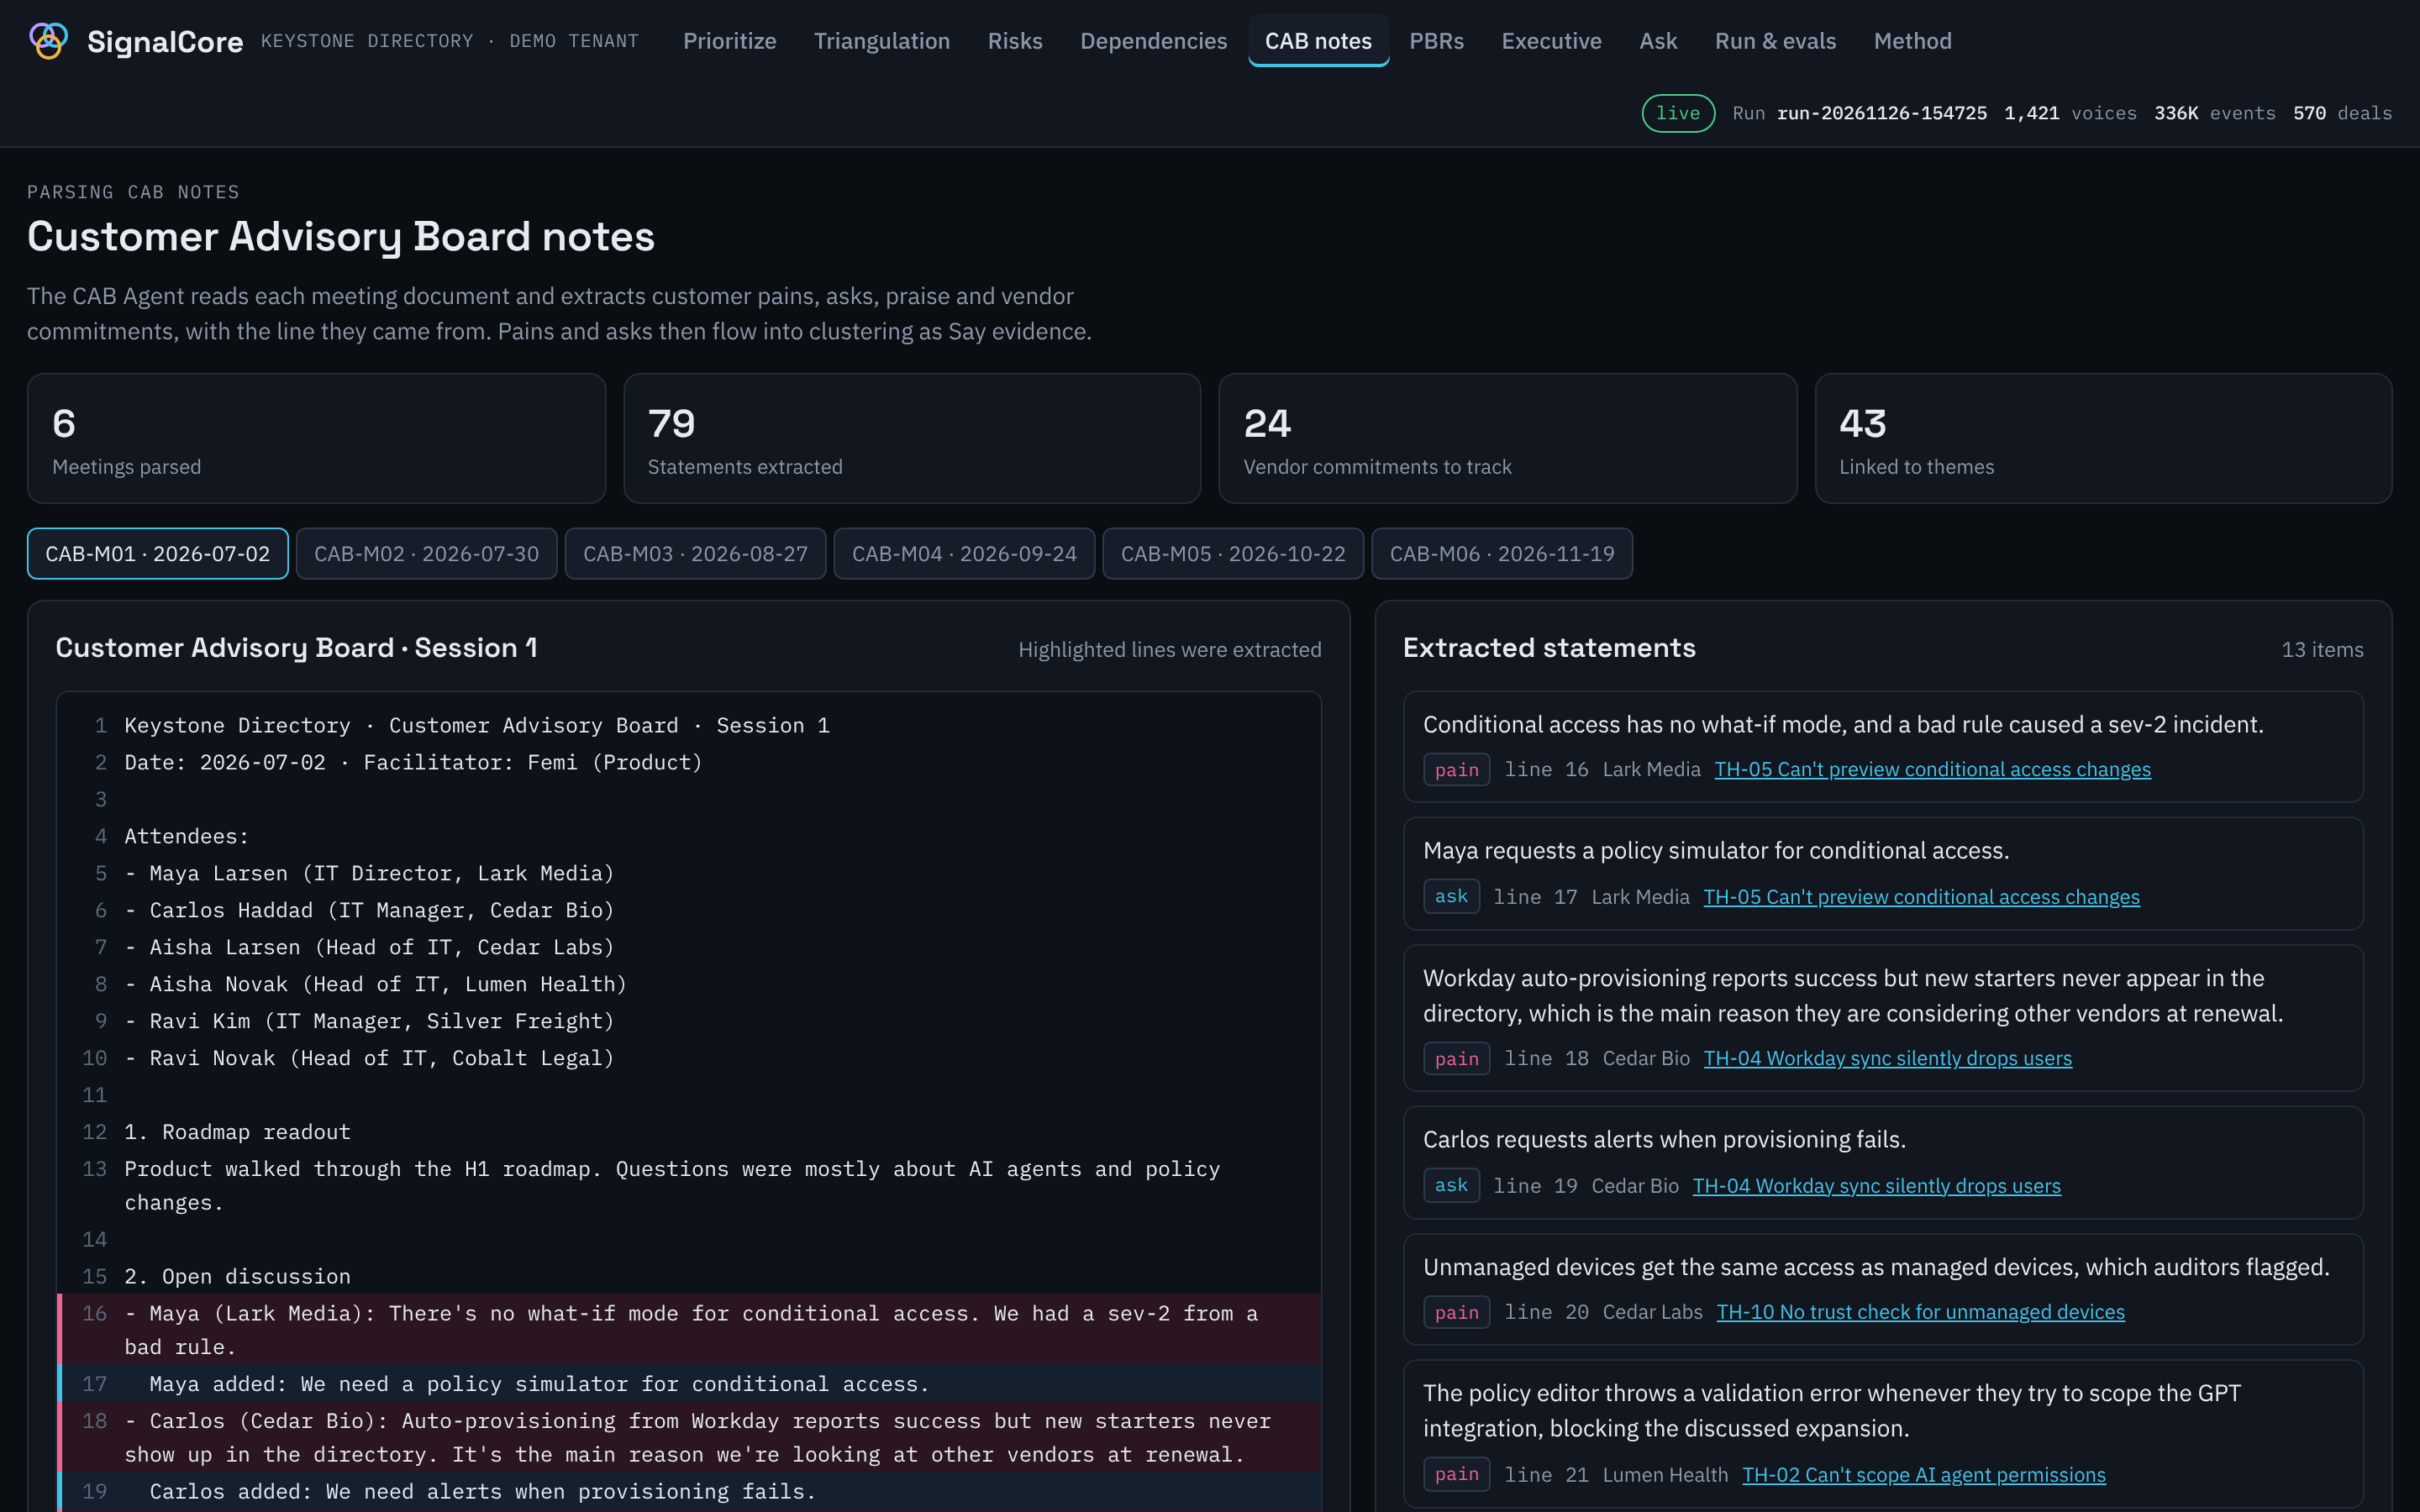 SignalCore KEYSTONE DIRECTORY · DEMO TENANT Prioritize Triangulation Risks Dependencies CAB notes PBRs Executive Ask Run & evals Method
live Run run-20261126-154725 1,421 voices 336K events 570 deals
PARSING CAB NOTES
Customer Advisory Board notes
The CAB Agent reads each meeting document and extracts customer pains, asks, praise and vendor
commitments, with the line they came from. Pains and asks then flow into clustering as Say evidence.
6
Meetings parsed
79
Statements extracted
24
Vendor commitments to track
43
Linked to themes
CAB-M01 · 2026-07-02 CAB-M02 · 2026-07-30 CAB-M03 · 2026-08-27 CAB-M04 · 2026-09-24 CAB-M05 · 2026-10-22 CAB-M06 · 2026-11-19
Customer Advisory Board · Session 1 Highlighted lines were extracted
1 Keystone Directory · Customer Advisory Board · Session 1
2 Date: 2026-07-02 · Facilitator: Femi (Product)
3
4 Attendees:
5 - Maya Larsen (IT Director, Lark Media)
6 - Carlos Haddad (IT Manager, Cedar Bio)
7 - Aisha Larsen (Head of IT, Cedar Labs)
8 - Aisha Novak (Head of IT, Lumen Health)
9 - Ravi Kim (IT Manager, Silver Freight)
10 - Ravi Novak (Head of IT, Cobalt Legal)
11
12 1. Roadmap readout
13 Product walked through the H1 roadmap. Questions were mostly about AI agents and policy
changes.
14
15 2. Open discussion
16 - Maya (Lark Media): There's no what-if mode for conditional access. We had a sev-2 from a
bad rule.
17 Maya added: We need a policy simulator for conditional access.
18 - Carlos (Cedar Bio): Auto-provisioning from Workday reports success but new starters never
show up in the directory. It's the main reason we're looking at other vendors at renewal.
19 Carlos added: We need alerts when provisioning fails.
Extracted statements 13 items
Conditional access has no what-if mode, and a bad rule caused a sev-2 incident.
pain line 16 Lark Media TH-05 Can't preview conditional access changes
Maya requests a policy simulator for conditional access.
ask line 17 Lark Media TH-05 Can't preview conditional access changes
Workday auto-provisioning reports success but new starters never appear in the
directory, which is the main reason they are considering other vendors at renewal.
pain line 18 Cedar Bio TH-04 Workday sync silently drops users
Carlos requests alerts when provisioning fails.
ask line 19 Cedar Bio TH-04 Workday sync silently drops users
Unmanaged devices get the same access as managed devices, which auditors flagged.
pain line 20 Cedar Labs TH-10 No trust check for unmanaged devices
The policy editor throws a validation error whenever they try to scope the GPT
integration, blocking the discussed expansion.
pain line 21 Lumen Health TH-02 Can't scope AI agent permissions